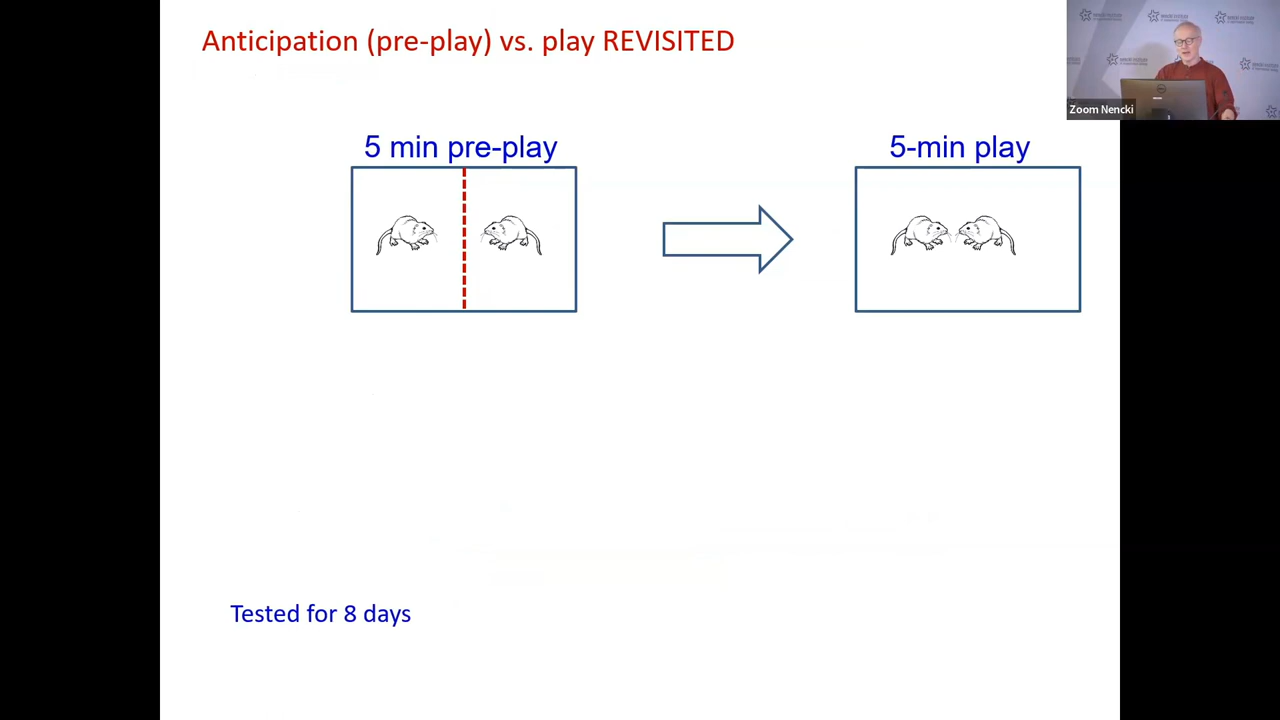 Anticipation (pre-play) vs. play REVISITED
Zoom Nencki
5 min pre-play
5-min play
Tested for 8 days